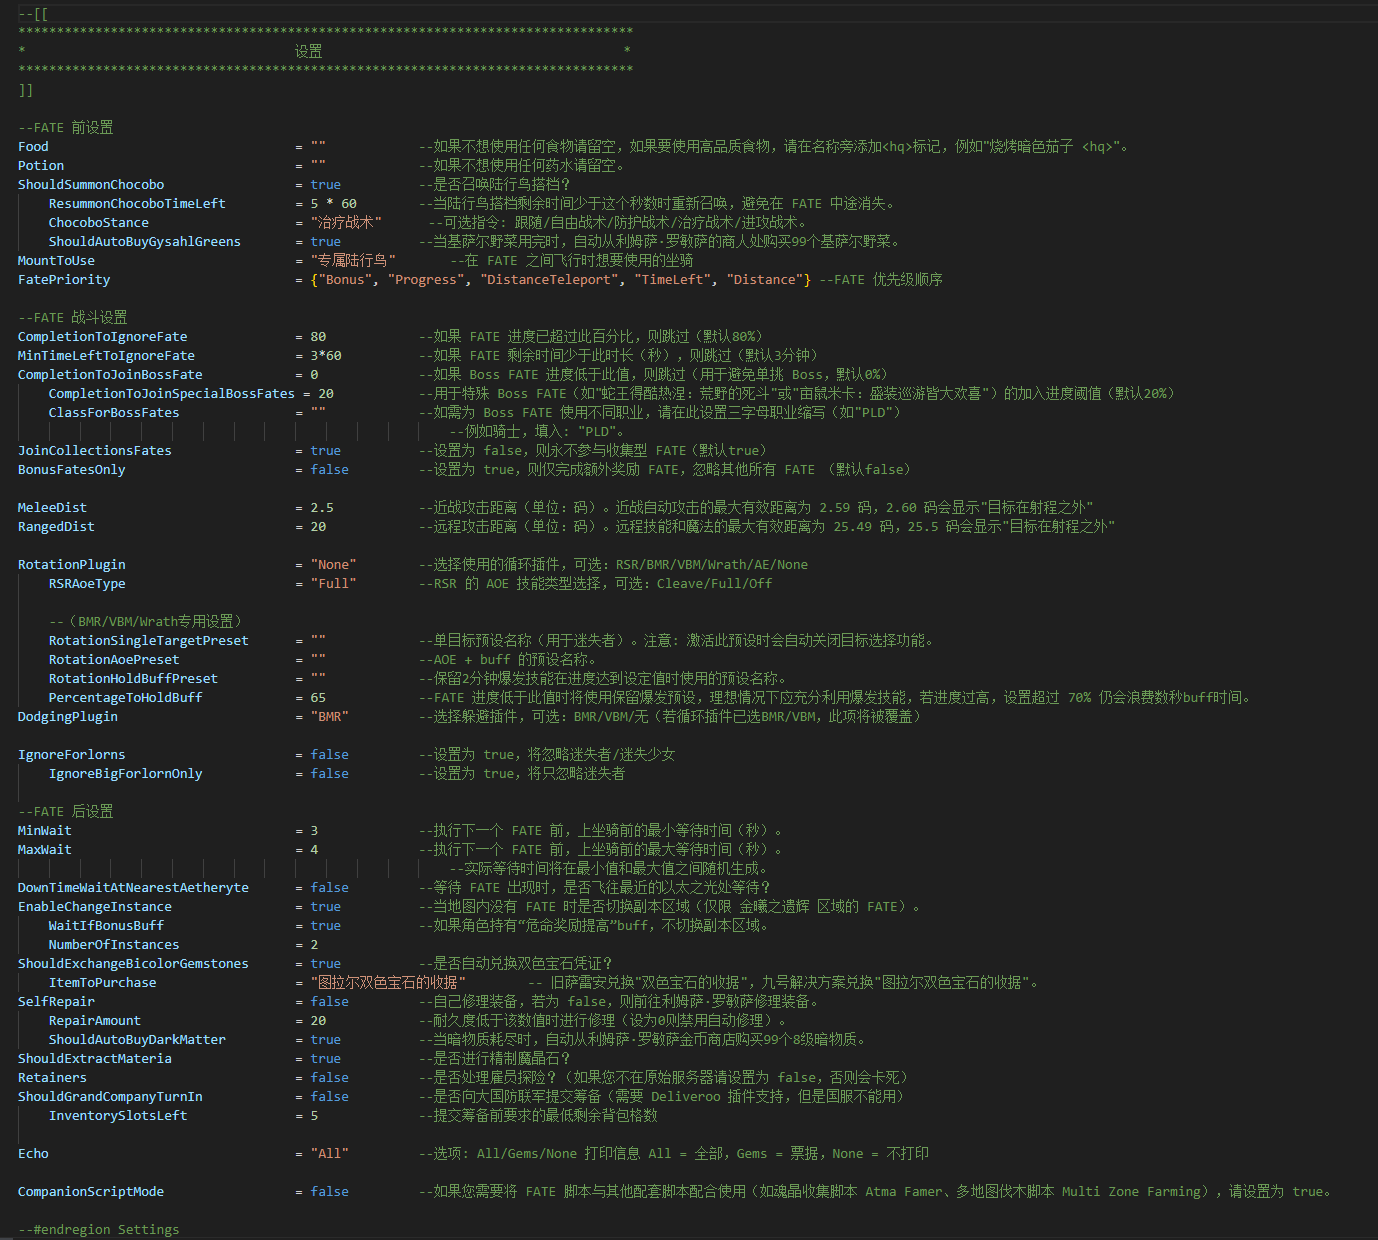 --[[
********************************************************************************
*                                   设置                                       *
********************************************************************************
]]
--FATE 前设置
Food                                = ""            --如果不想使用任何食物请留空，如果要使用高品质食物，请在名称旁添加<hq>标记，例如"烧烤暗色茄子 <hq>"。
Potion                              = ""            --如果不想使用任何药水请留空。
ShouldSummonChocobo                 = true          --是否召唤陆行鸟搭档？
    ResummonChocoboTimeLeft         = 5 * 60        --当陆行鸟搭档剩余时间少于这个秒数时重新召唤，避免在 FATE 中途消失。
    ChocoboStance                   = "治疗战术"      --可选指令: 跟随/自由战术/防护战术/治疗战术/进攻战术。
    ShouldAutoBuyGysahlGreens       = true          --当基萨尔野菜用完时，自动从利姆萨·罗敏萨的商人处购买99个基萨尔野菜。
MountToUse                          = "专属陆行鸟"       --在 FATE 之间飞行时想要使用的坐骑
FatePriority                        = {"Bonus", "Progress", "DistanceTeleport", "TimeLeft", "Distance"} --FATE 优先级顺序
--FATE 战斗设置
CompletionToIgnoreFate              = 80            --如果 FATE 进度已超过此百分比，则跳过（默认80%）
MinTimeLeftToIgnoreFate             = 3*60          --如果 FATE 剩余时间少于此时长（秒），则跳过（默认3分钟）
CompletionToJoinBossFate            = 0             --如果 Boss FATE 进度低于此值，则跳过（用于避免单挑 Boss，默认0%）
    CompletionToJoinSpecialBossFates = 20           --用于特殊 Boss FATE（如"蛇王得酷热涅：荒野的死斗"或"亩鼠米卡：盛装巡游皆大欢喜"）的加入进度阈值（默认20%）
    ClassForBossFates               = ""            --如需为 Boss FATE 使用不同职业，请在此设置三字母职业缩写（如"PLD"）
                                                        --例如骑士，填入: "PLD"。
JoinCollectionsFates                = true          --设置为 false，则永不参与收集型 FATE（默认true）
BonusFatesOnly                      = false         --设置为 true，则仅完成额外奖励 FATE，忽略其他所有 FATE （默认false）
MeleeDist                           = 2.5           --近战攻击距离（单位：码）。近战自动攻击的最大有效距离为 2.59 码，2.60 码会显示"目标在射程之外"
RangedDist                          = 20            --远程攻击距离（单位：码）。远程技能和魔法的最大有效距离为 25.49 码，25.5 码会显示"目标在射程之外"
RotationPlugin                      = "None"        --选择使用的循环插件，可选：RSR/BMR/VBM/Wrath/AE/None
    RSRAoeType                      = "Full"        --RSR 的 AOE 技能类型选择，可选：Cleave/Full/Off
    --（BMR/VBM/Wrath专用设置）
    RotationSingleTargetPreset      = ""            --单目标预设名称（用于迷失者）。注意: 激活此预设时会自动关闭目标选择功能。
    RotationAoePreset               = ""            --AOE + buff 的预设名称。
    RotationHoldBuffPreset          = ""            --保留2分钟爆发技能在进度达到设定值时使用的预设名称。
    PercentageToHoldBuff            = 65            --FATE 进度低于此值时将使用保留爆发预设，理想情况下应充分利用爆发技能，若进度过高，设置超过 70% 仍会浪费数秒buff时间。
DodgingPlugin                       = "BMR"         --选择躲避插件，可选：BMR/VBM/无（若循环插件已选BMR/VBM，此项将被覆盖）
IgnoreForlorns                      = false         --设置为 true，将忽略迷失者/迷失少女
    IgnoreBigForlornOnly            = false         --设置为 true，将只忽略迷失者
--FATE 后设置
MinWait                             = 3             --执行下一个 FATE 前，上坐骑前的最小等待时间（秒）。
MaxWait                             = 4             --执行下一个 FATE 前，上坐骑前的最大等待时间（秒）。
                                                        --实际等待时间将在最小值和最大值之间随机生成。
DownTimeWaitAtNearestAetheryte      = false         --等待 FATE 出现时，是否飞往最近的以太之光处等待？
EnableChangeInstance                = true          --当地图内没有 FATE 时是否切换副本区域（仅限 金曦之遗辉 区域的 FATE）。
    WaitIfBonusBuff                 = true          --如果角色持有“危命奖励提高”buff，不切换副本区域。
    NumberOfInstances               = 2
ShouldExchangeBicolorGemstones      = true          --是否自动兑换双色宝石凭证？
    ItemToPurchase                  = "图拉尔双色宝石的收据"        -- 旧萨雷安兑换"双色宝石的收据"，九号解决方案兑换"图拉尔双色宝石的收据"。
SelfRepair                          = false         --自己修理装备，若为 false，则前往利姆萨·罗敏萨修理装备。
    RepairAmount                    = 20            --耐久度低于该数值时进行修理（设为0则禁用自动修理）。
    ShouldAutoBuyDarkMatter         = true          --当暗物质耗尽时，自动从利姆萨·罗敏萨金币商店购买99个8级暗物质。
ShouldExtractMateria                = true          --是否进行精制魔晶石？
Retainers                           = false         --是否处理雇员探险？（如果您不在原始服务器请设置为 false，否则会卡死）
ShouldGrandCompanyTurnIn            = false         --是否向大国防联军提交筹备（需要 Deliveroo 插件支持，但是国服不能用）
    InventorySlotsLeft              = 5             --提交筹备前要求的最低剩余背包格数
Echo                                = "All"         --选项: All/Gems/None 打印信息 All = 全部，Gems = 票据，None = 不打印
CompanionScriptMode                 = false         --如果您需要将 FATE 脚本与其他配套脚本配合使用（如魂晶收集脚本 Atma Famer、多地图伐木脚本 Multi Zone Farming），请设置为 true。
--#endregion Settings